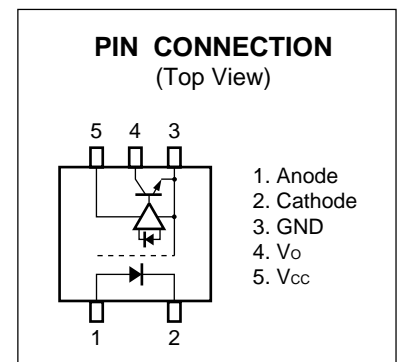 PIN CONNECTION
(Top View)
5 4 3
1. Anode
2. Cathode
3. GND
4. Vo
5. Vcc
1 2